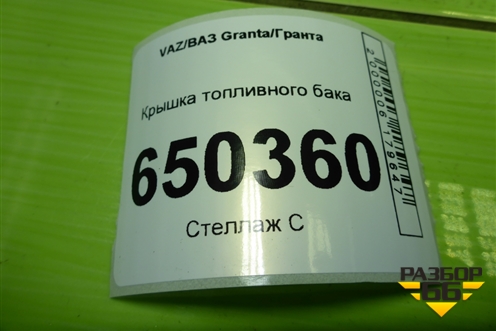 VAZ/ВАЗ Granta/Гранта
Крышка топливного бака
650360
Стеллаж С
2000006179647
РАЗБОР
66